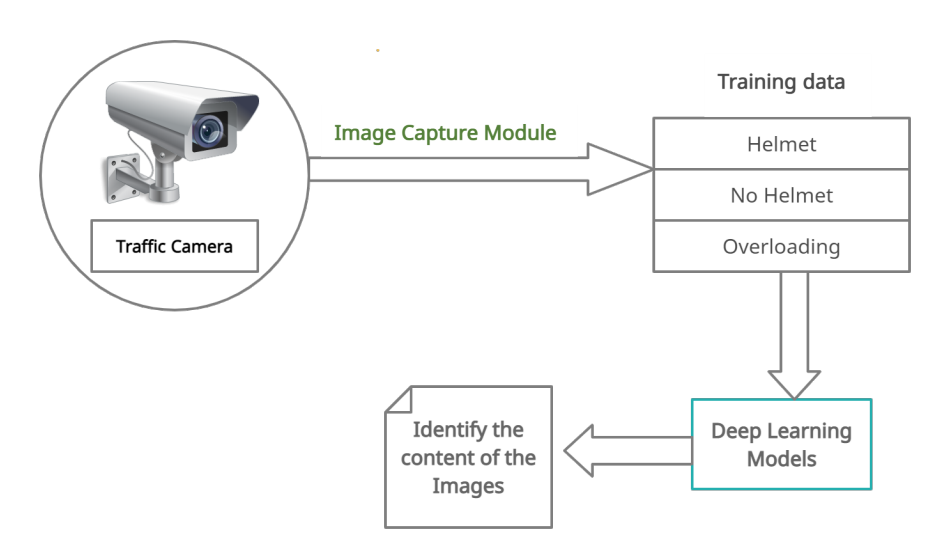 Training data
Image Capture Module
Helmet
No Helmet
Overloading
Traffic Camera
Deep Learning
Models
Identify the
content of the
Images